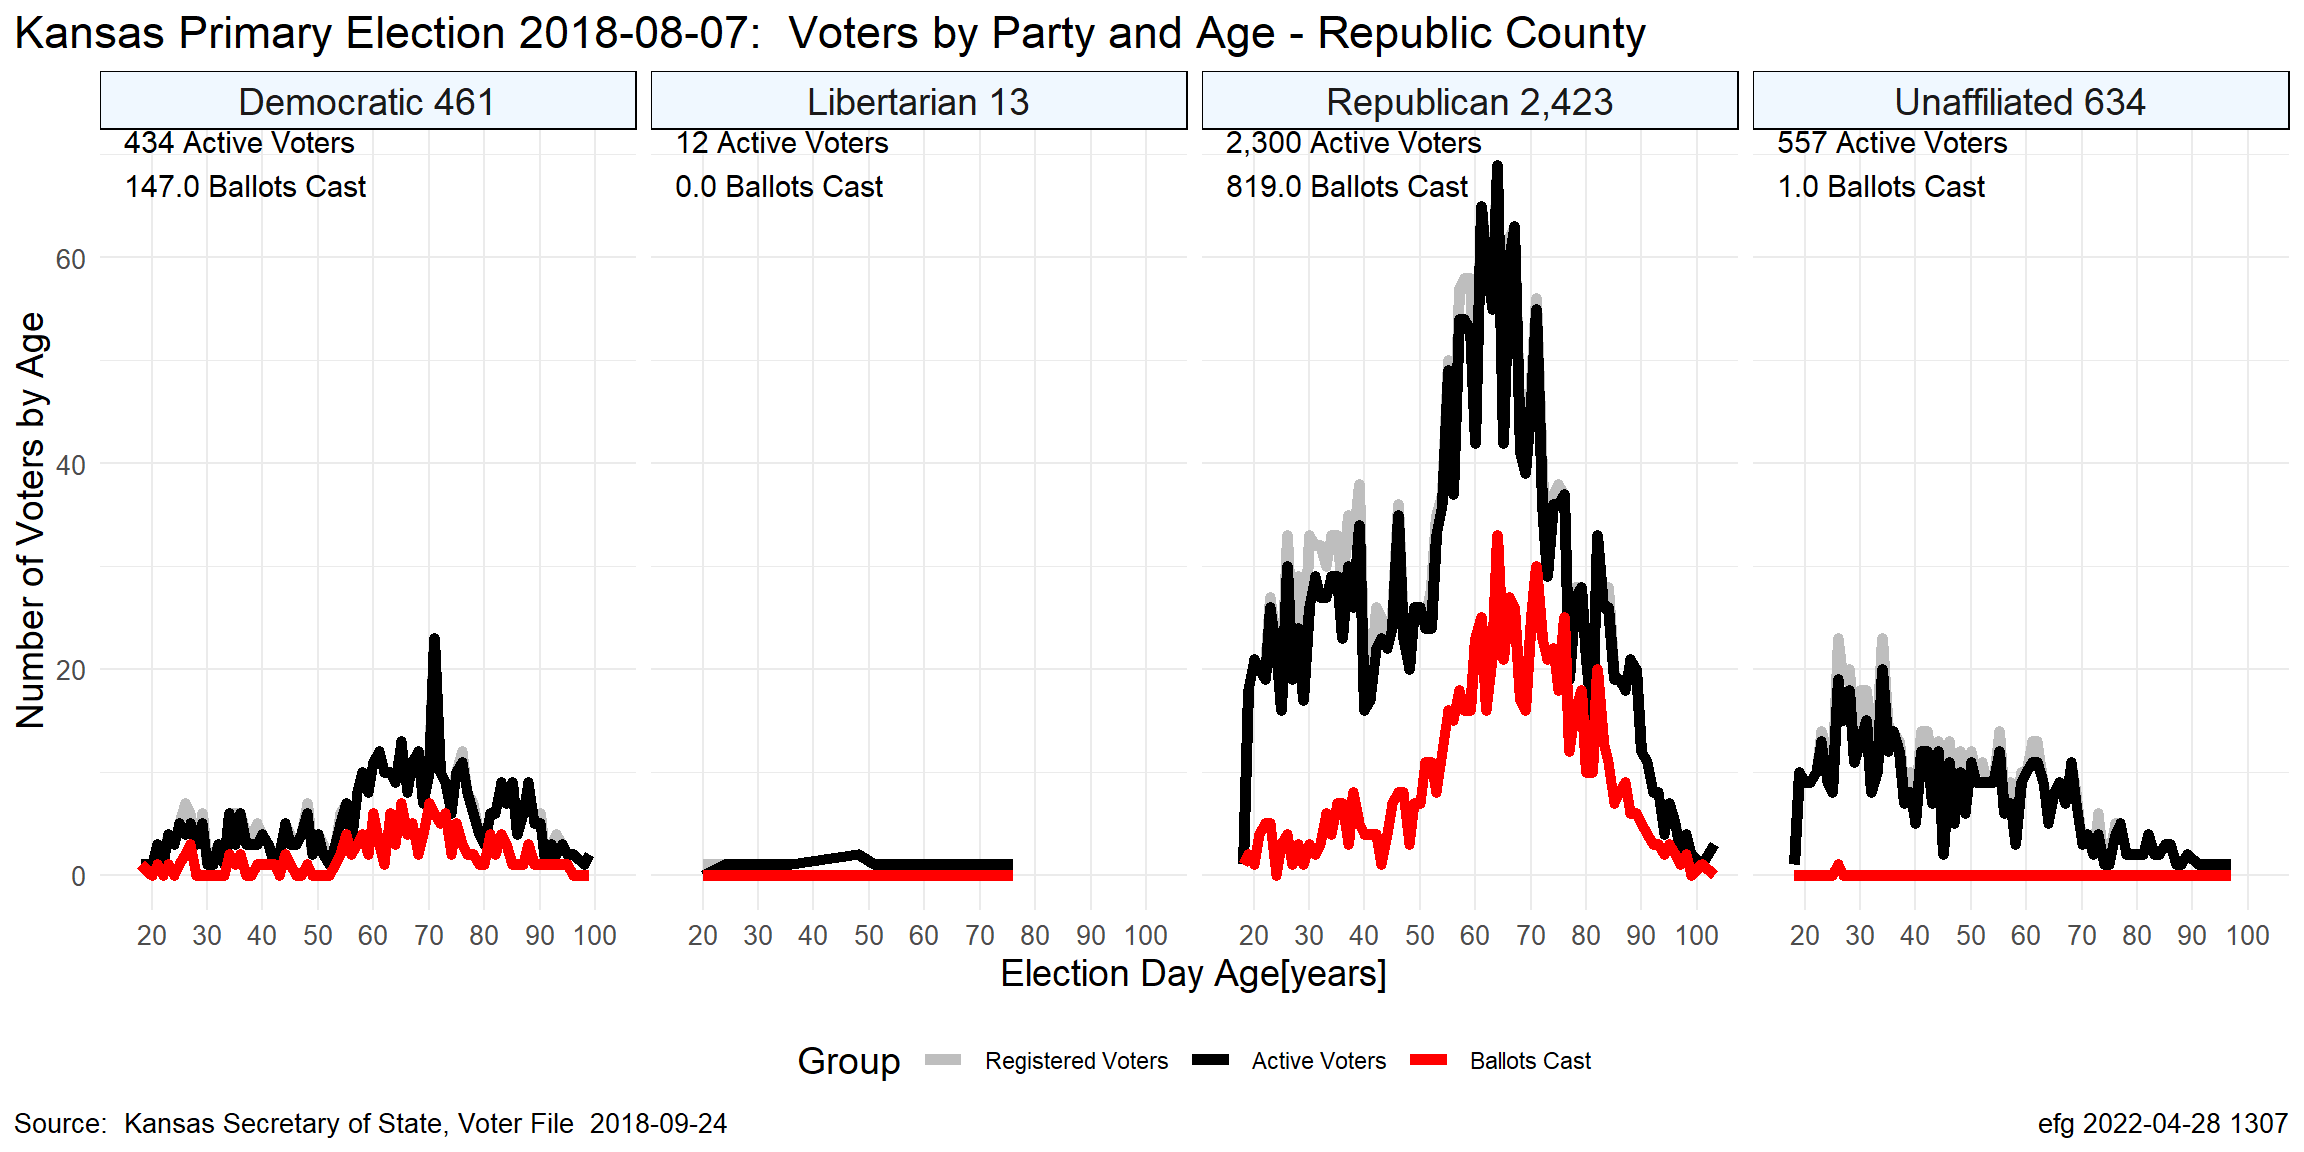 Kansas Primary Election 2018-08-07:  Voters by Party and Age - Republic County
Democratic 461
Libertarian 13
Republican 2,423
Unaffiliated 634
434 Active Voters
147.0 Ballots Cast
12 Active Voters
0.0 Ballots Cast
2,300 Active Voters
819.0 Ballots Cast
557 Active Voters
1.0 Ballots Cast
Number of Voters by Age
60
40
20
0
20 30 40 50 60 70 80 90 100
20 30 40 50 60 70 80 90 100
20 30 40 50 60 70 80 90 100
20 30 40 50 60 70 80 90 100
Election Day Age[years]
Group Registered Voters Active Voters Ballots Cast
Source:  Kansas Secretary of State, Voter File  2018-09-24
efg 2022-04-28 1307